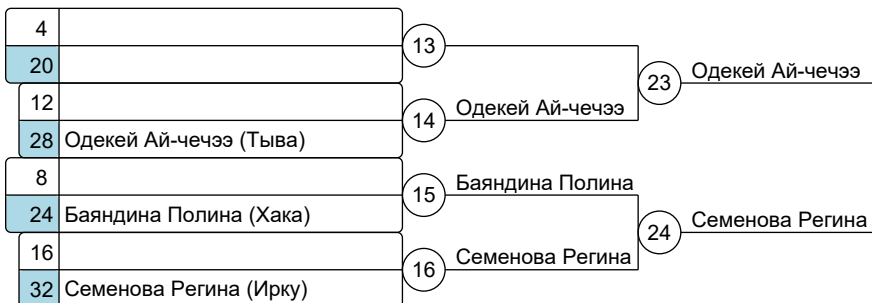 4
20
13
12
28 Одекей Ай-чечээ (Тыва)
14 Одекей Ай-чечээ
23 Одекей Ай-чечээ
8
24 Баяндина Полина (Хака)
15 Баяндина Полина
16
32 Семенова Регина (Ирку)
16 Семенова Регина
24 Семенова Регина